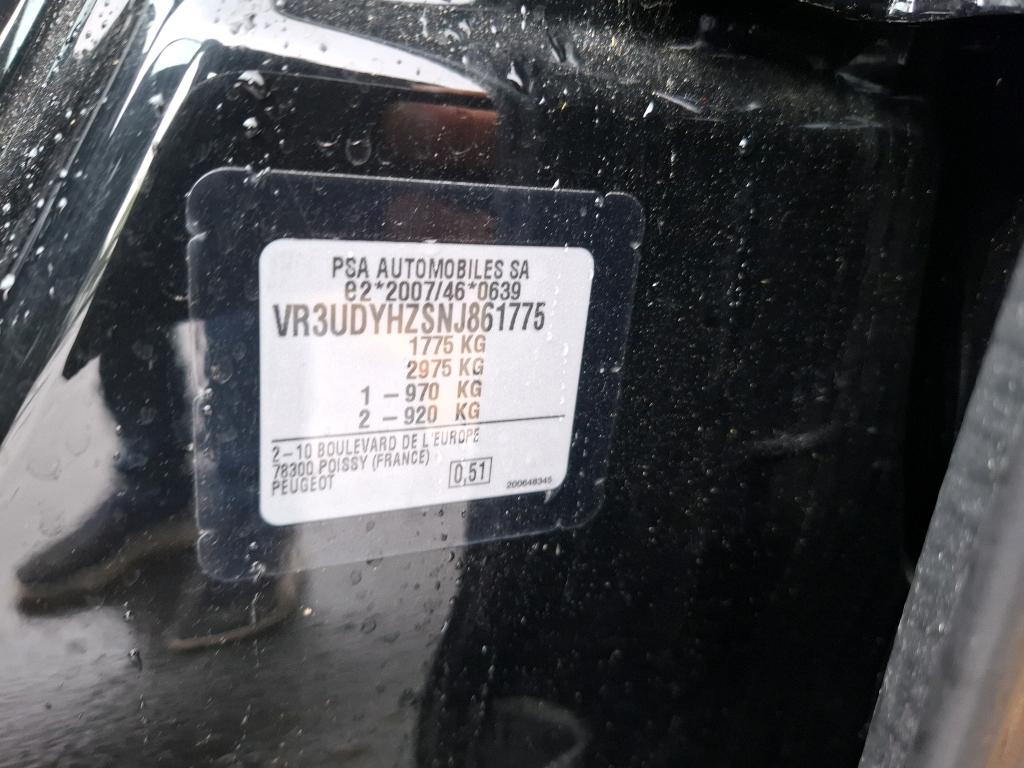 PSA AUTOMOBILES SA
e2*2007/46*0639
VR3UDYHZSNJ861775
1775 KG
2975 KG
1 – 970 KG
2 – 920 KG
2–10 BOULEVARD DE L'EUROPE
78300 POISSY (FRANCE)
PEUGEOT
0,51
200648345